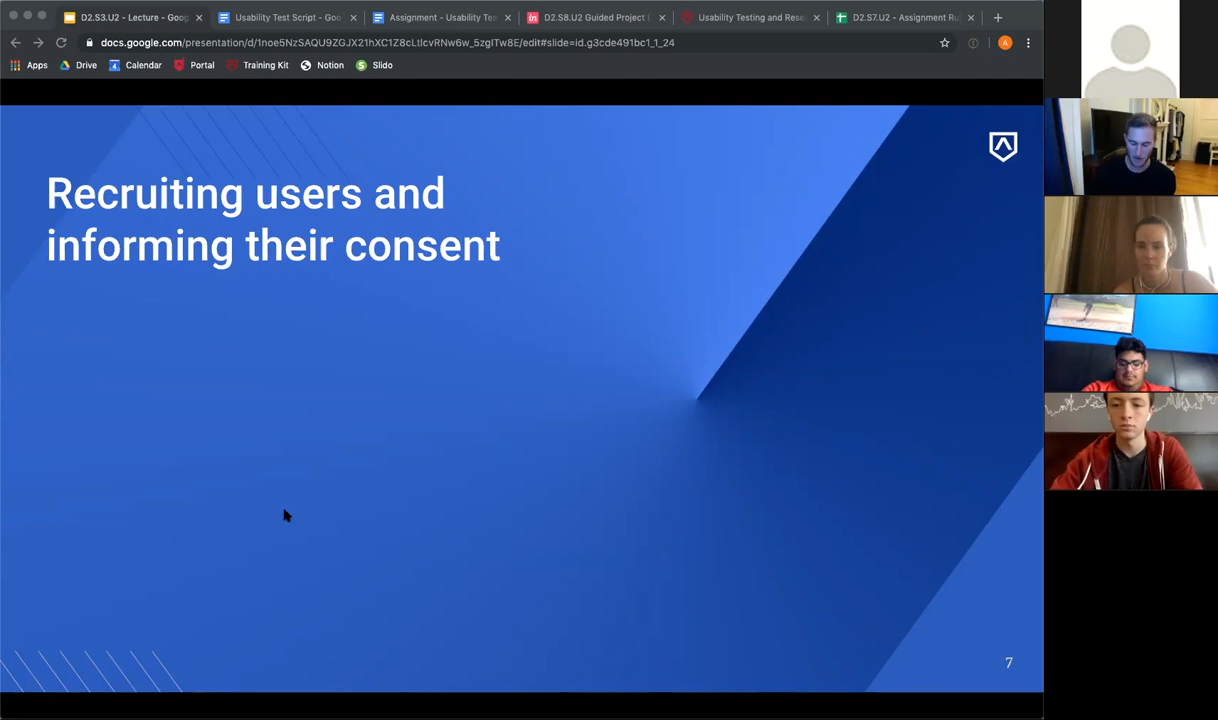 D2.S3.U2 - Lecture - Goog
Usability Test Script - Goo
Assignment - Usability Tes
D2.S8.U2 Guided Project
Usability Testing and Rese
D2.S7.U2 - Assignment Ru
docs.google.com/presentation/d/1noe5NzSAQU9ZGJX21hXC1Z8cLtlcvRNw6w_5zgITw8E/edit#slide=id.g3cde491bc1_1_24
A
Apps
Drive
4
Calendar
Portal
Training Kit
Notion
S
Slido
Recruiting users and
informing their consent
7